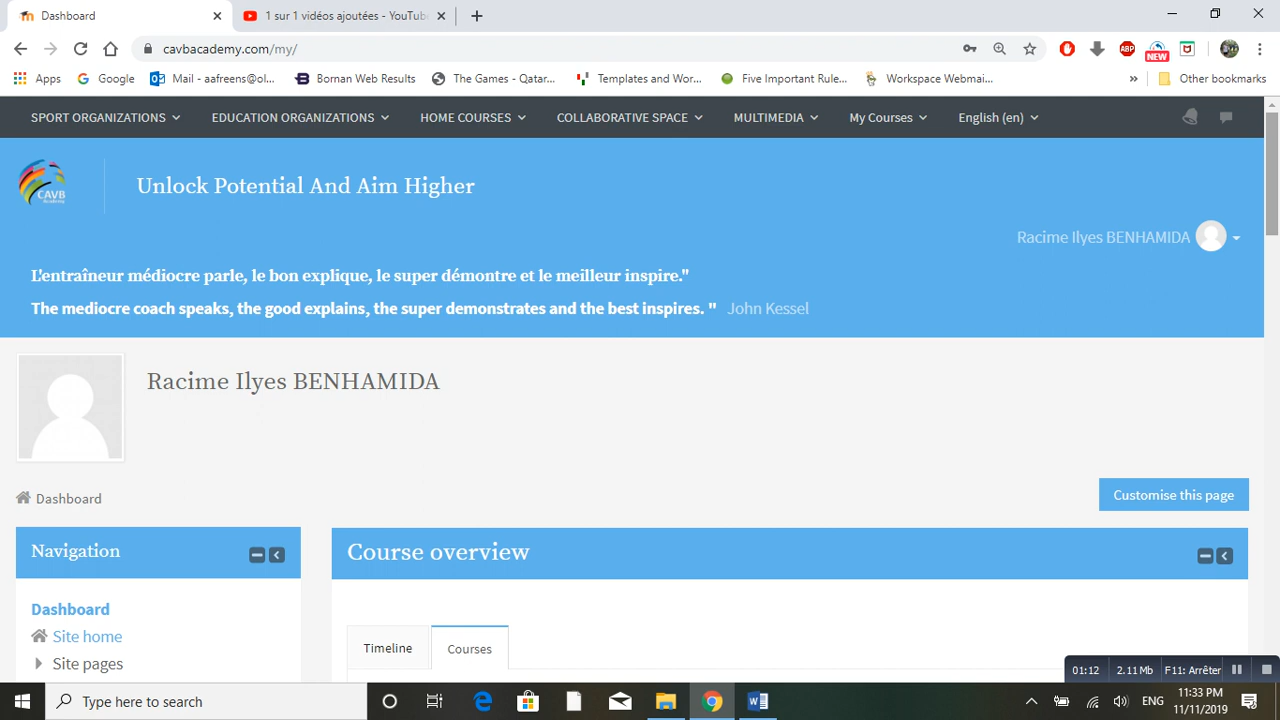 Dashboard
1 sur 1 vidéos ajoutées - YouTube
cavbacademy.com/my/
ABP
NEW
Apps
Google
Mail - aafreens@ol...
Bornan Web Results
The Games - Qatar...
Templates and Wor...
Five Important Rule...
Workspace Webmai...
»
Other bookmarks
SPORT ORGANIZATIONS
EDUCATION ORGANIZATIONS
HOME COURSES
COLLABORATIVE SPACE
MULTIMEDIA
My Courses
English (en)
CAVB
Unlock Potential And Aim Higher
Racime Ilyes BENHAMIDA
L'entraîneur médiocre parle, le bon explique, le super démontre et le meilleur inspire."
The mediocre coach speaks, the good explains, the super demonstrates and the best inspires. " John Kessel
Racime Ilyes BENHAMIDA
Dashboard
Customise this page
Navigation
Course overview
Dashboard
Site home
Site pages
Timeline
Courses
01:12
2.11 Mb
F11: Arrêter
Type here to search
ENG
11:33 PM
11/11/2019